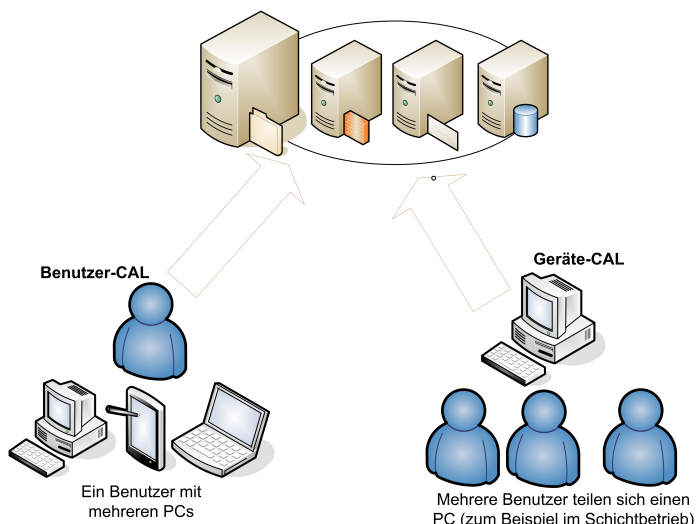 Benutzer-CAL
Geräte-CAL
Ein Benutzer mit
mehreren PCs
Mehrere Benutzer teilen sich einen
PC (zum Beispiel im Schichtbetrieb)